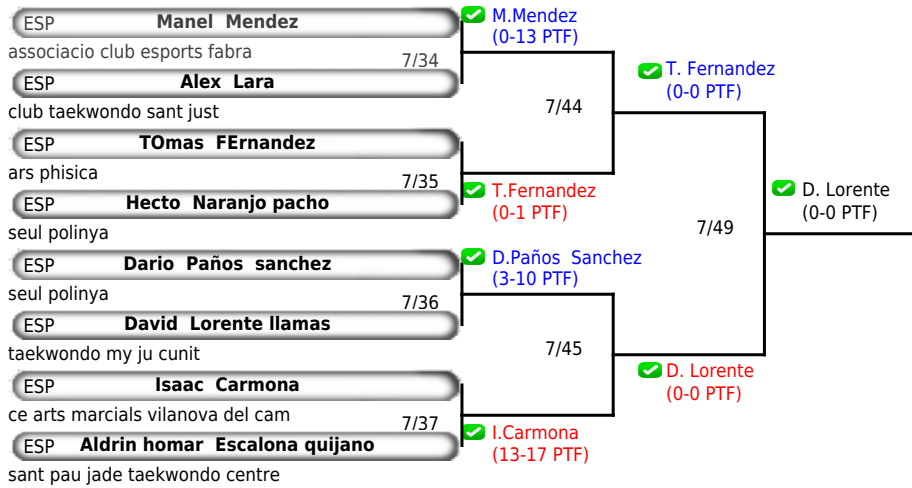 ESP Manel Mendez
associacio club esports fabra
7/34
ESP Alex Lara
club taekwondo sant just
ESP TOmas FErnandez
ars phisica
7/35
ESP Hecto Naranjo pacho
seul polinya
ESP Dario Paños sanchez
seul polinya
7/36
ESP David Lorente llamas
taekwondo my ju cunit
ESP Isaac Carmona
ce arts marcials vilanova del cam
7/37
ESP Aldrin homar Escalona quijano
sant pau jade taekwondo centre
M.Mendez
(0-13 PTF)
7/44
T.Fernandez
(0-1 PTF)
D.Paños Sanchez
(3-10 PTF)
7/45
I.Carmona
(13-17 PTF)
T. Fernandez
(0-0 PTF)
7/49
D. Lorente
(0-0 PTF)
D. Lorente
(0-0 PTF)